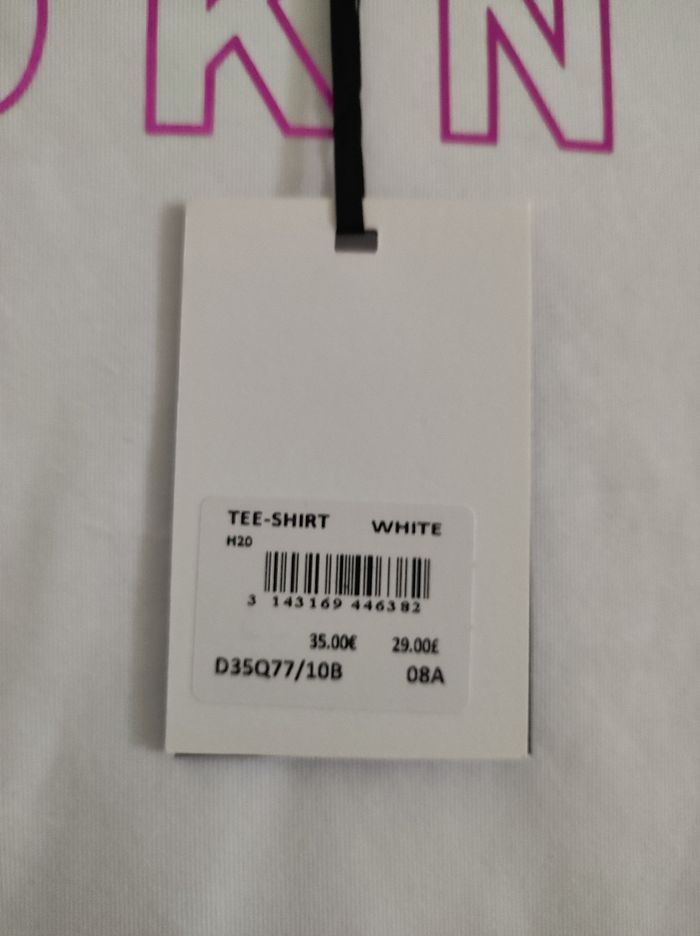 DKN
TEE-SHIRT WHITE
H20
3 143169 446382
35.00€ 29.00£
D35Q77/10B 08A